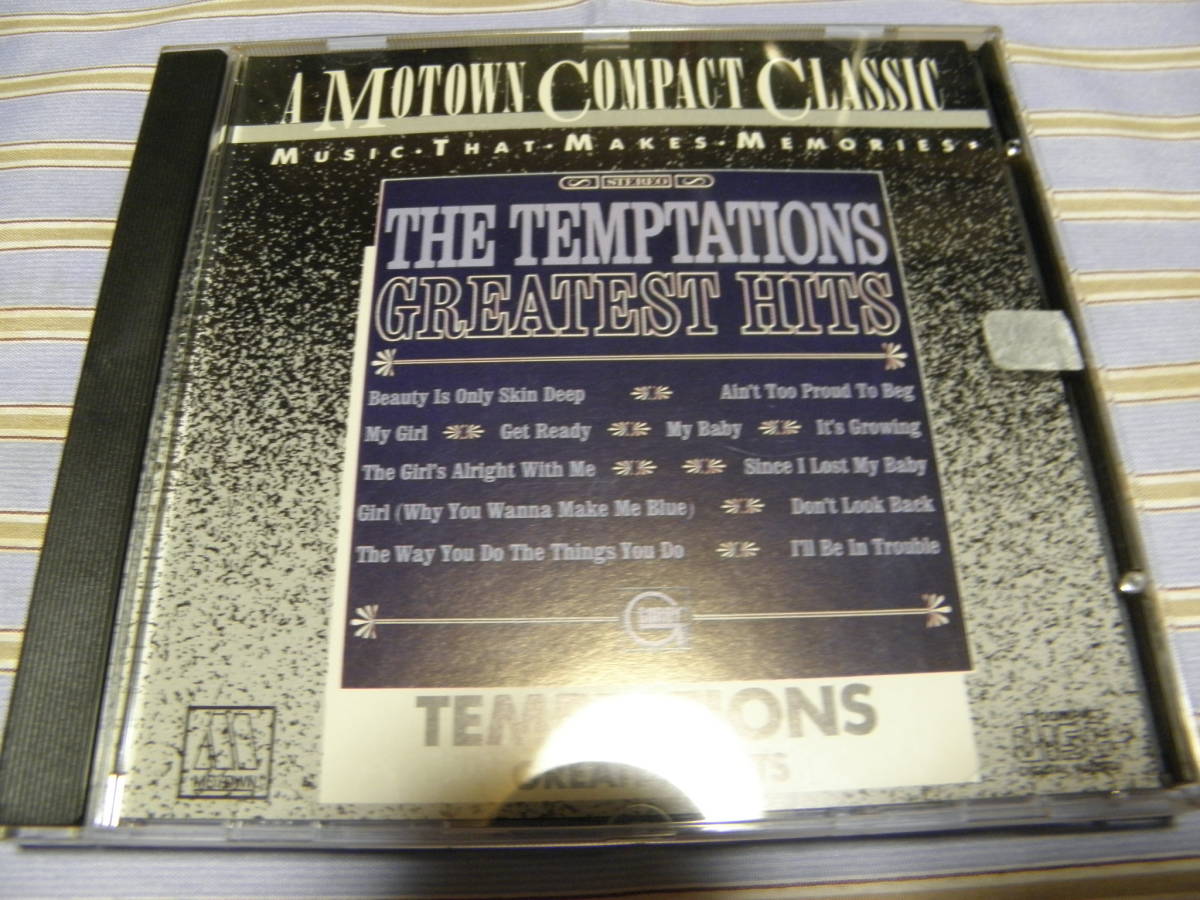 A MOTOWN COMPACT CLASSIC
MUSIC·THAT·MAKES·MEMORIES·
STEREO
THE TEMPTATIONS
GREATEST HITS
Beauty Is Only Skin Deep Ain't Too Proud To Beg
My Girl Get Ready My Baby It's Growing
The Girl's Alright With Me Since I Lost My Baby
Girl (Why You Wanna Make Me Blue) Don't Look Back
The Way You Do The Things You Do I'll Be In Trouble
MOTOWN